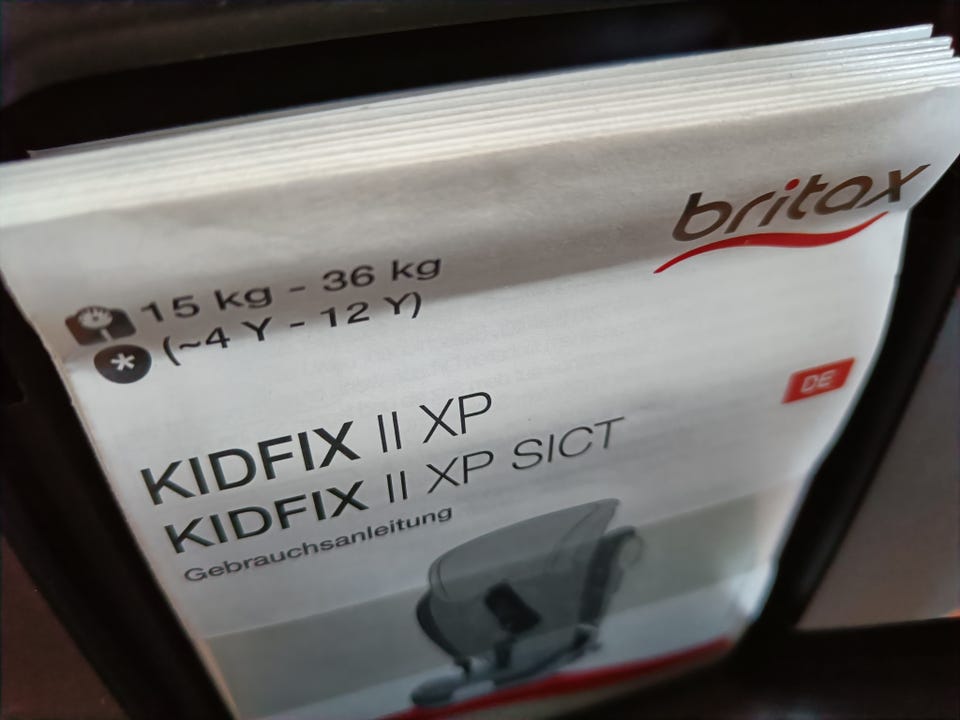 britax
15 kg - 36 kg
(~4 Y - 12 Y)
DE
KIDFIX II XP
KIDFIX II XP SICT
Gebrauchsanleitung